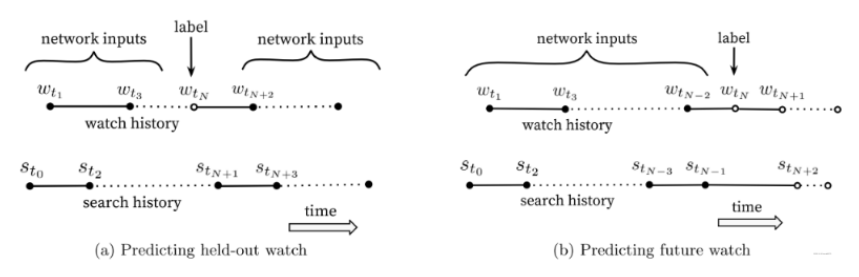 label
network inputs
network inputs
w_{t_1} w_{t_3} w_{t_N} w_{t_{N+2}}
watch history
s_{t_0} s_{t_2} s_{t_{N+1}} s_{t_{N+3}}
search history
time
(a) Predicting held-out watch
network inputs
label
w_{t_1} w_{t_3} w_{t_{N-2}} w_{t_N} w_{t_{N+1}}
watch history
s_{t_0} s_{t_2} s_{t_{N-3}} s_{t_{N-1}} s_{t_{N+2}}
search history
time
(b) Predicting future watch